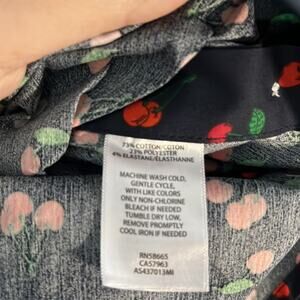 73% COTTON/COTON
23% POLYESTER
4% ELASTANE/ÉLASTHANNE
MACHINE WASH COLD,
GENTLE CYCLE,
WITH LIKE COLORS
ONLY NON-CHLORINE
BLEACH IF NEEDED
TUMBLE DRY LOW,
REMOVE PROMPTLY
COOL IRON IF NEEDED
RN58665
CA57963
AS437013MI